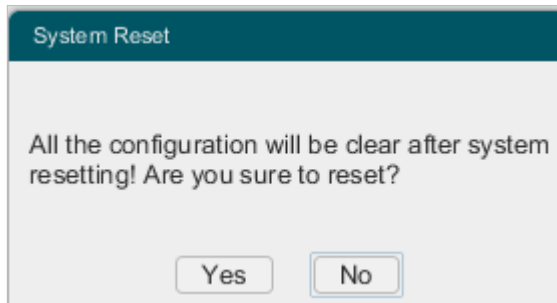 System Reset
All the configuration will be clear after system
resetting! Are you sure to reset?
Yes No